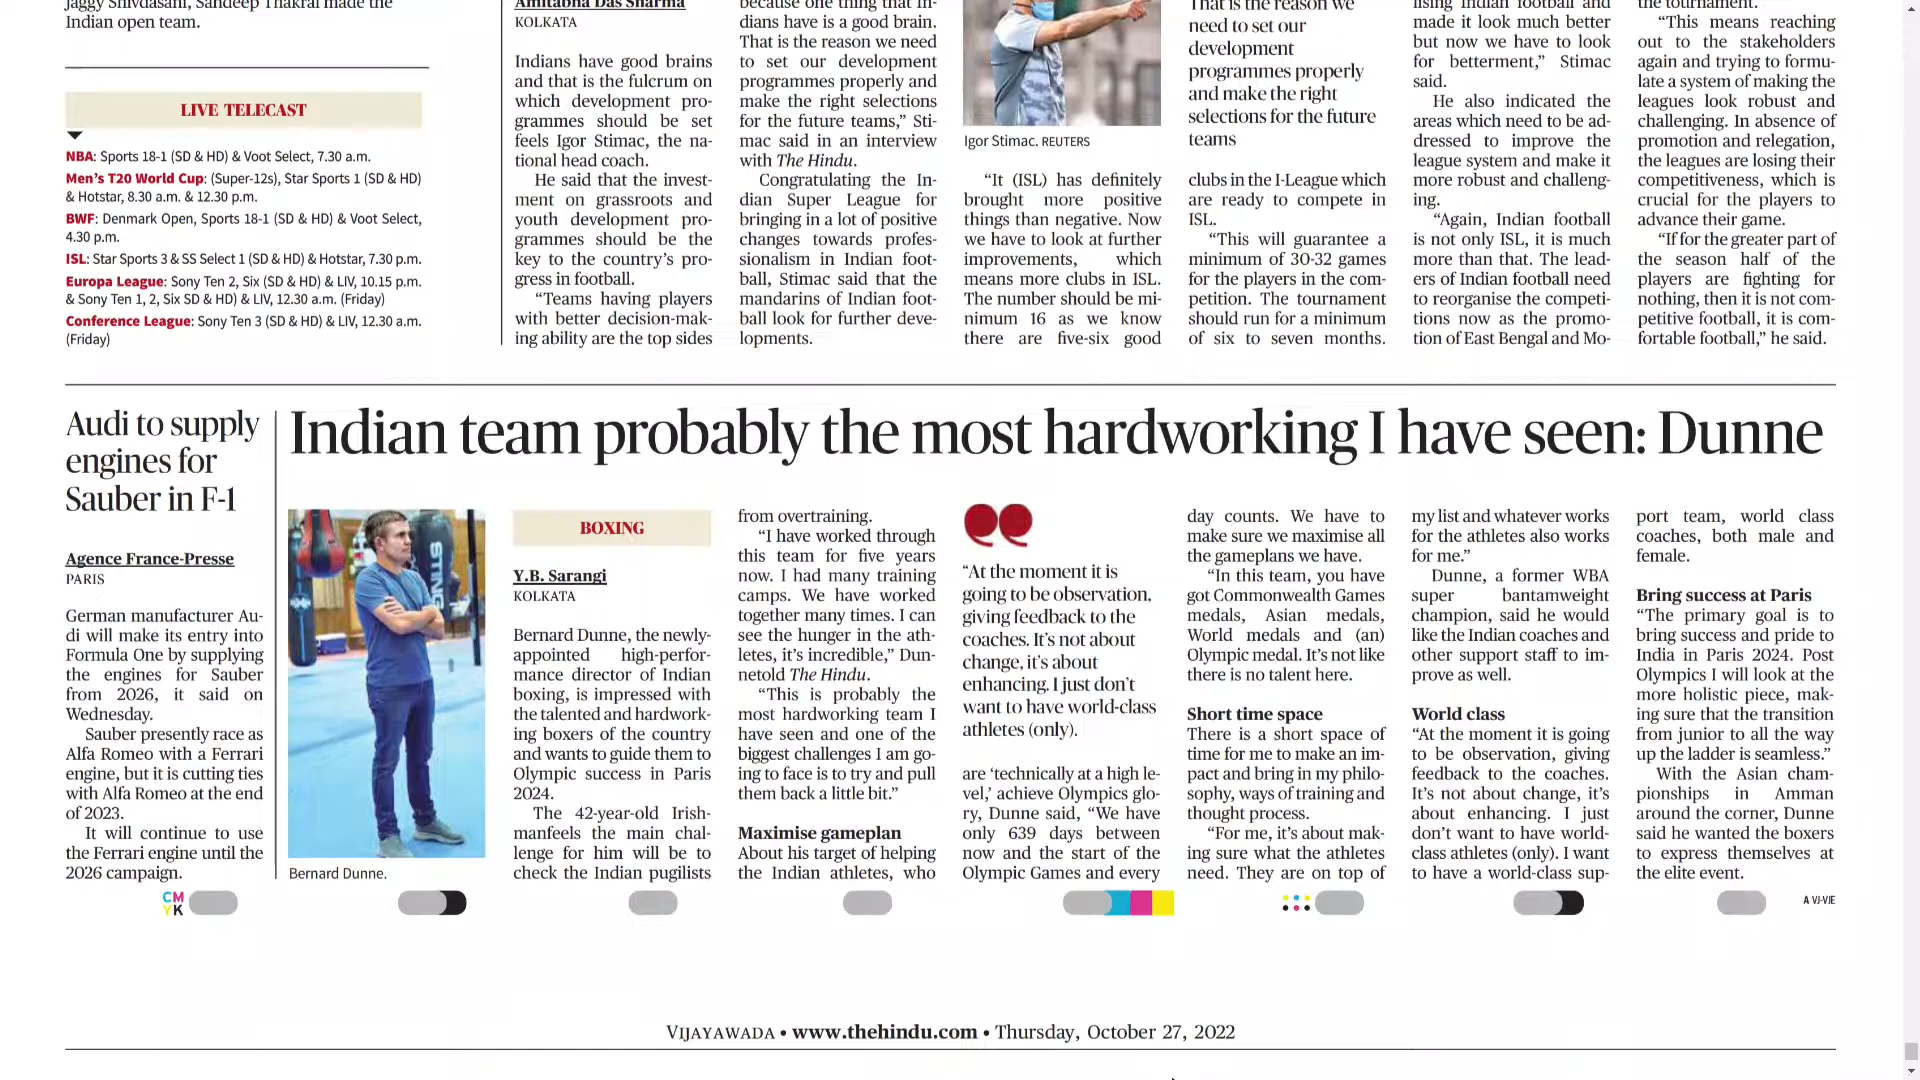 Jaggy Shivdasani, Sandeep Thakral made the
Indian open team.
LIVE TELECAST
NBA: Sports 18-1 (SD & HD) & Voot Select, 7.30 a.m.
Men's T20 World Cup: (Super-12s), Star Sports 1 (SD & HD)
& Hotstar, 8.30 a.m. & 12.30 p.m.
BWF: Denmark Open, Sports 18-1 (SD & HD) & Voot Select,
4.30 p.m.
ISL: Star Sports 3 & SS Select 1 (SD & HD) & Hotstar, 7.30 p.m.
Europa League: Sony Ten 2, Six (SD & HD) & LIV, 10.15 p.m.
& Sony Ten 1, 2, Six SD & HD) & LIV, 12.30 a.m. (Friday)
Conference League: Sony Ten 3 (SD & HD) & LIV, 12.30 a.m.
(Friday)
Amitabha Das Sharma
KOLKATA
Indians have good brains
and that is the fulcrum on
which development pro-
grammes should be set
feels Igor Stimac, the na-
tional head coach.
He said that the invest-
ment on grassroots and
youth development pro-
grammes should be the
key to the country's pro-
gress in football.
“Teams having players
with better decision-mak-
ing ability are the top sides
because one thing that In-
dians have is a good brain.
That is the reason we need
to set our development
programmes properly and
make the right selections
for the future teams,” Sti-
mac said in an interview
with The Hindu.
Congratulating the In-
dian Super League for
bringing in a lot of positive
changes towards profes-
sionalism in Indian foot-
ball, Stimac said that the
mandarins of Indian foot-
ball look for further deve-
lopments.
Igor Stimac. REUTERS
“It (ISL) has definitely
brought more positive
things than negative. Now
we have to look at further
improvements, which
means more clubs in ISL.
The number should be mi-
nimum 16 as we know
there are five-six good
That is the reason we
need to set our
development
programmes properly
and make the right
selections for the future
teams
clubs in the I-League which
are ready to compete in
ISL.
“This will guarantee a
minimum of 30-32 games
for the players in the com-
petition. The tournament
should run for a minimum
of six to seven months.
lising Indian football and
made it look much better
but now we have to look
for betterment,” Stimac
said.
He also indicated the
areas which need to be ad-
dressed to improve the
league system and make it
more robust and challeng-
ing.
“Again, Indian football
is not only ISL, it is much
more than that. The lead-
ers of Indian football need
to reorganise the competi-
tions now as the promo-
tion of East Bengal and Mo-
the tournament.
“This means reaching
out to the stakeholders
again and trying to formu-
late a system of making the
leagues look robust and
challenging. In absence of
promotion and relegation,
the leagues are losing their
competitiveness, which is
crucial for the players to
advance their game.
“If for the greater part of
the season half of the
players are fighting for
nothing, then it is not com-
petitive football, it is com-
fortable football,” he said.
Audi to supply
engines for
Sauber in F-1
Agence France-Presse
PARIS
German manufacturer Au-
di will make its entry into
Formula One by supplying
the engines for Sauber
from 2026, it said on
Wednesday.
Sauber presently race as
Alfa Romeo with a Ferrari
engine, but it is cutting ties
with Alfa Romeo at the end
of 2023.
It will continue to use
the Ferrari engine until the
2026 campaign.
Indian team probably the most hardworking I have seen: Dunne
STING
Bernard Dunne.
BOXING
Y.B. Sarangi
KOLKATA
Bernard Dunne, the newly-
appointed high-perfor-
mance director of Indian
boxing, is impressed with
the talented and hardwork-
ing boxers of the country
and wants to guide them to
Olympic success in Paris
2024.
The 42-year-old Irish-
manfeels the main chal-
lenge for him will be to
check the Indian pugilists
from overtraining.
“I have worked through
this team for five years
now. I had many training
camps. We have worked
together many times. I can
see the hunger in the ath-
letes, it's incredible,” Dun-
netold The Hindu.
“This is probably the
most hardworking team I
have seen and one of the
biggest challenges I am go-
ing to face is to try and pull
them back a little bit.”
Maximise gameplan
About his target of helping
the Indian athletes, who
“At the moment it is
going to be observation,
giving feedback to the
coaches. It's not about
change, it's about
enhancing. I just don't
want to have world-class
athletes (only).
are ‘technically at a high le-
vel,’ achieve Olympics glo-
ry, Dunne said, “We have
only 639 days between
now and the start of the
Olympic Games and every
day counts. We have to
make sure we maximise all
the gameplans we have.
“In this team, you have
got Commonwealth Games
medals, Asian medals,
World medals and (an)
Olympic medal. It's not like
there is no talent here.
Short time space
There is a short space of
time for me to make an im-
pact and bring in my philo-
sophy, ways of training and
thought process.
“For me, it's about mak-
ing sure what the athletes
need. They are on top of
my list and whatever works
for the athletes also works
for me.”
Dunne, a former WBA
super bantamweight
champion, said he would
like the Indian coaches and
other support staff to im-
prove as well.
World class
“At the moment it is going
to be observation, giving
feedback to the coaches.
It's not about change, it's
about enhancing. I just
don't want to have world-
class athletes (only). I want
to have a world-class sup-
port team, world class
coaches, both male and
female.
Bring success at Paris
“The primary goal is to
bring success and pride to
India in Paris 2024. Post
Olympics I will look at the
more holistic piece, mak-
ing sure that the transition
from junior to all the way
up the ladder is seamless.”
With the Asian cham-
pionships in Amman
around the corner, Dunne
said he wanted the boxers
to express themselves at
the elite event.
CM
YK
A VJ-VJE
VIJAYAWADA • www.thehindu.com • Thursday, October 27, 2022